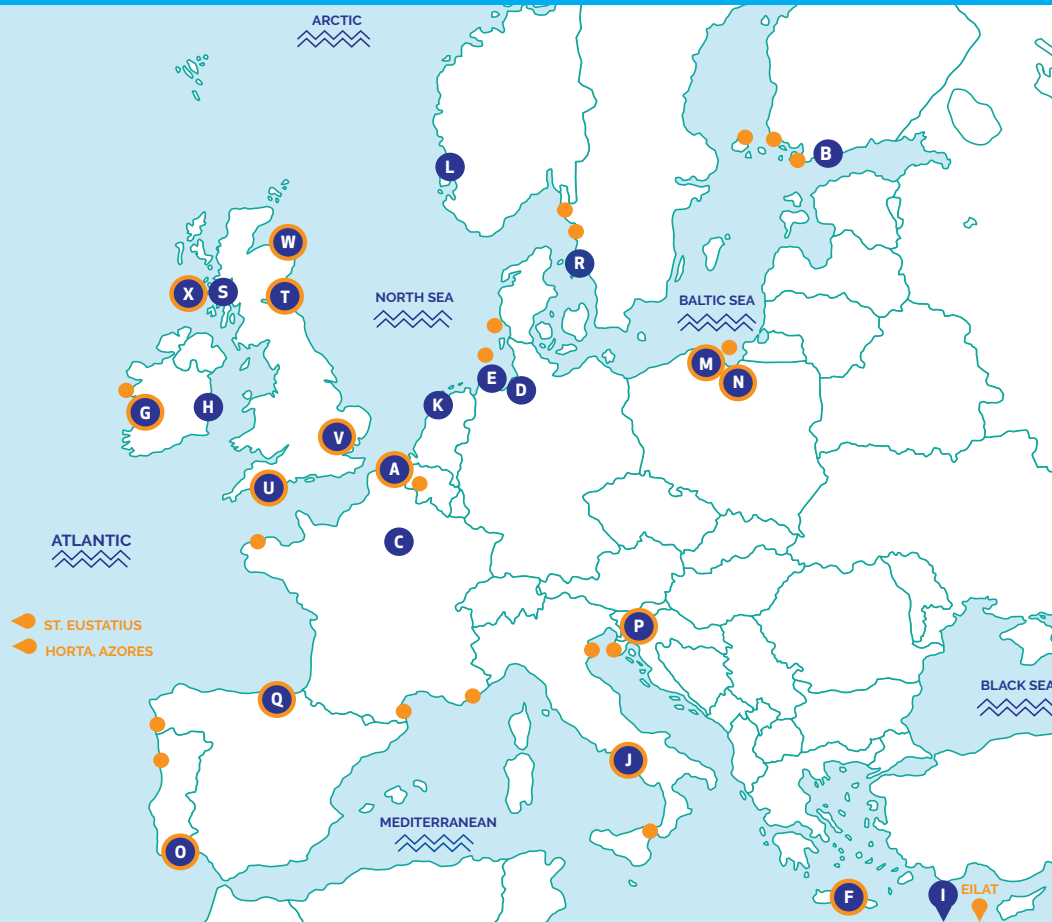 ARCTIC
L
B
W
R
X
S
T
NORTH SEA
BALTIC SEA
M
N
E
D
K
G
H
V
A
U
C
ATLANTIC
ST. EUSTATIUS
HORTA, AZORES
P
Q
BLACK SEA
J
MEDITERRANEAN
O
F
I
EILAT